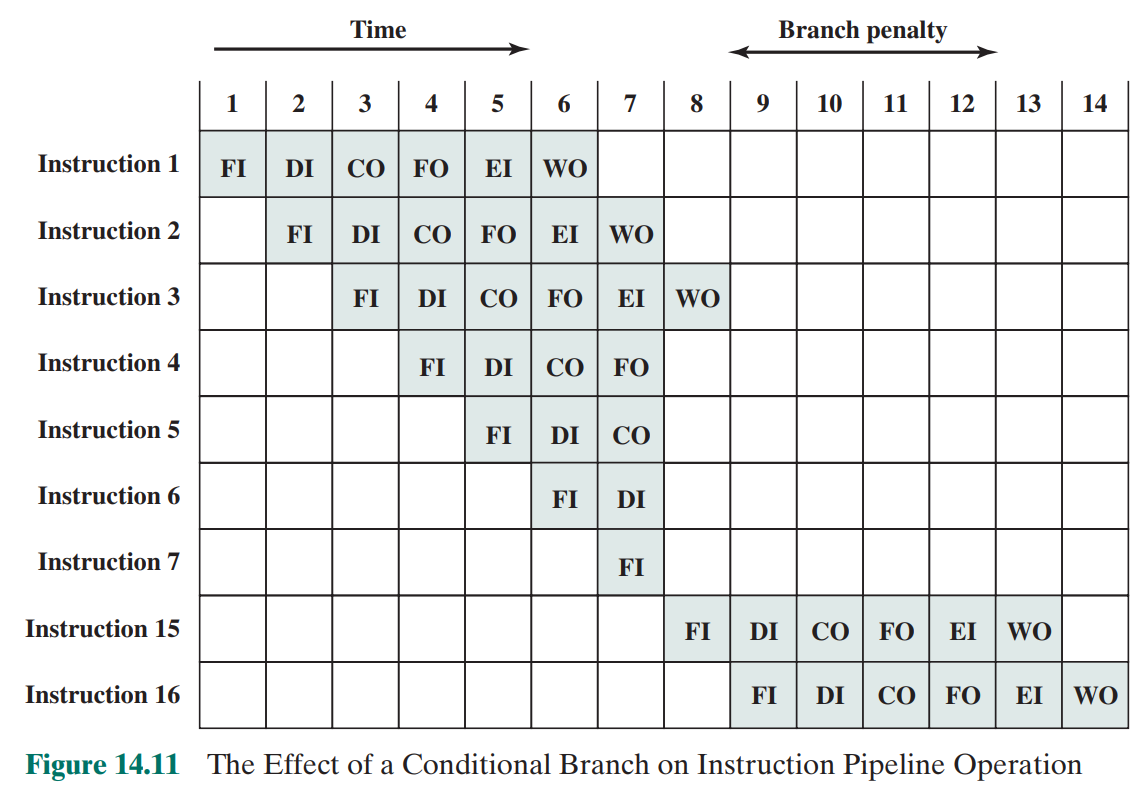 Time Branch penalty
1 2 3 4 5 6 7 8 9 10 11 12 13 14
Instruction 1 FI DI CO FO EI WO
Instruction 2 FI DI CO FO EI WO
Instruction 3 FI DI CO FO EI WO
Instruction 4 FI DI CO FO
Instruction 5 FI DI CO
Instruction 6 FI DI
Instruction 7 FI
Instruction 15 FI DI CO FO EI WO
Instruction 16 FI DI CO FO EI WO
Figure 14.11 The Effect of a Conditional Branch on Instruction Pipeline Operation